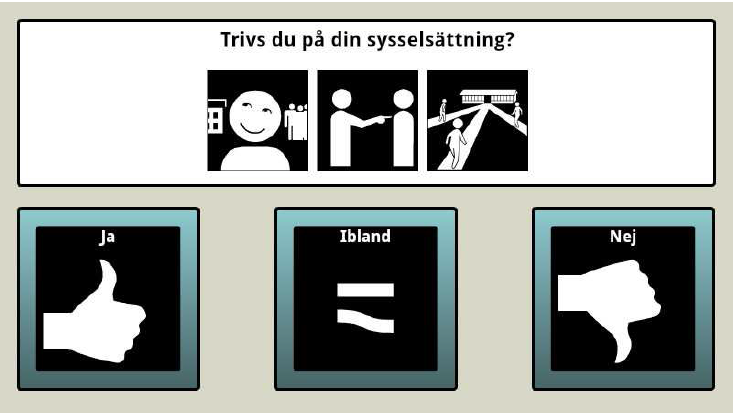 Trivs du på din sysselsättning?
Ja
Ibland
Nej